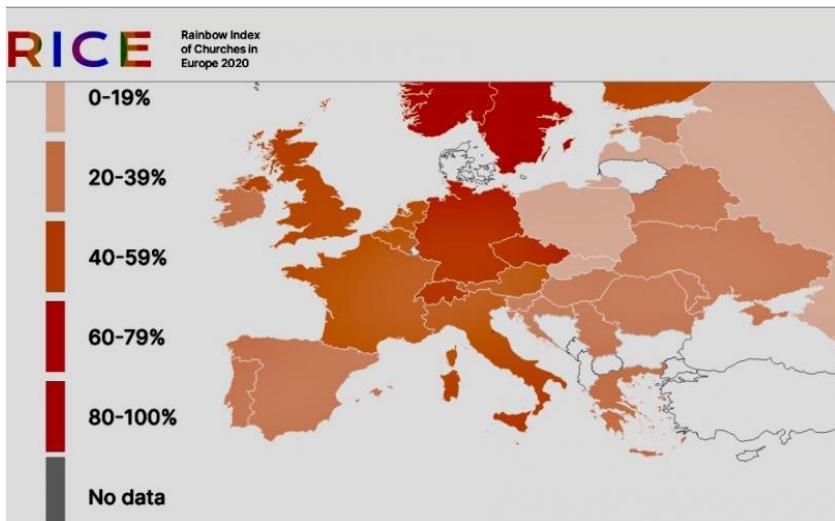 RICE
Rainbow Index
of Churches in
Europe 2020
0-19%
20-39%
40-59%
60-79%
80-100%
No data